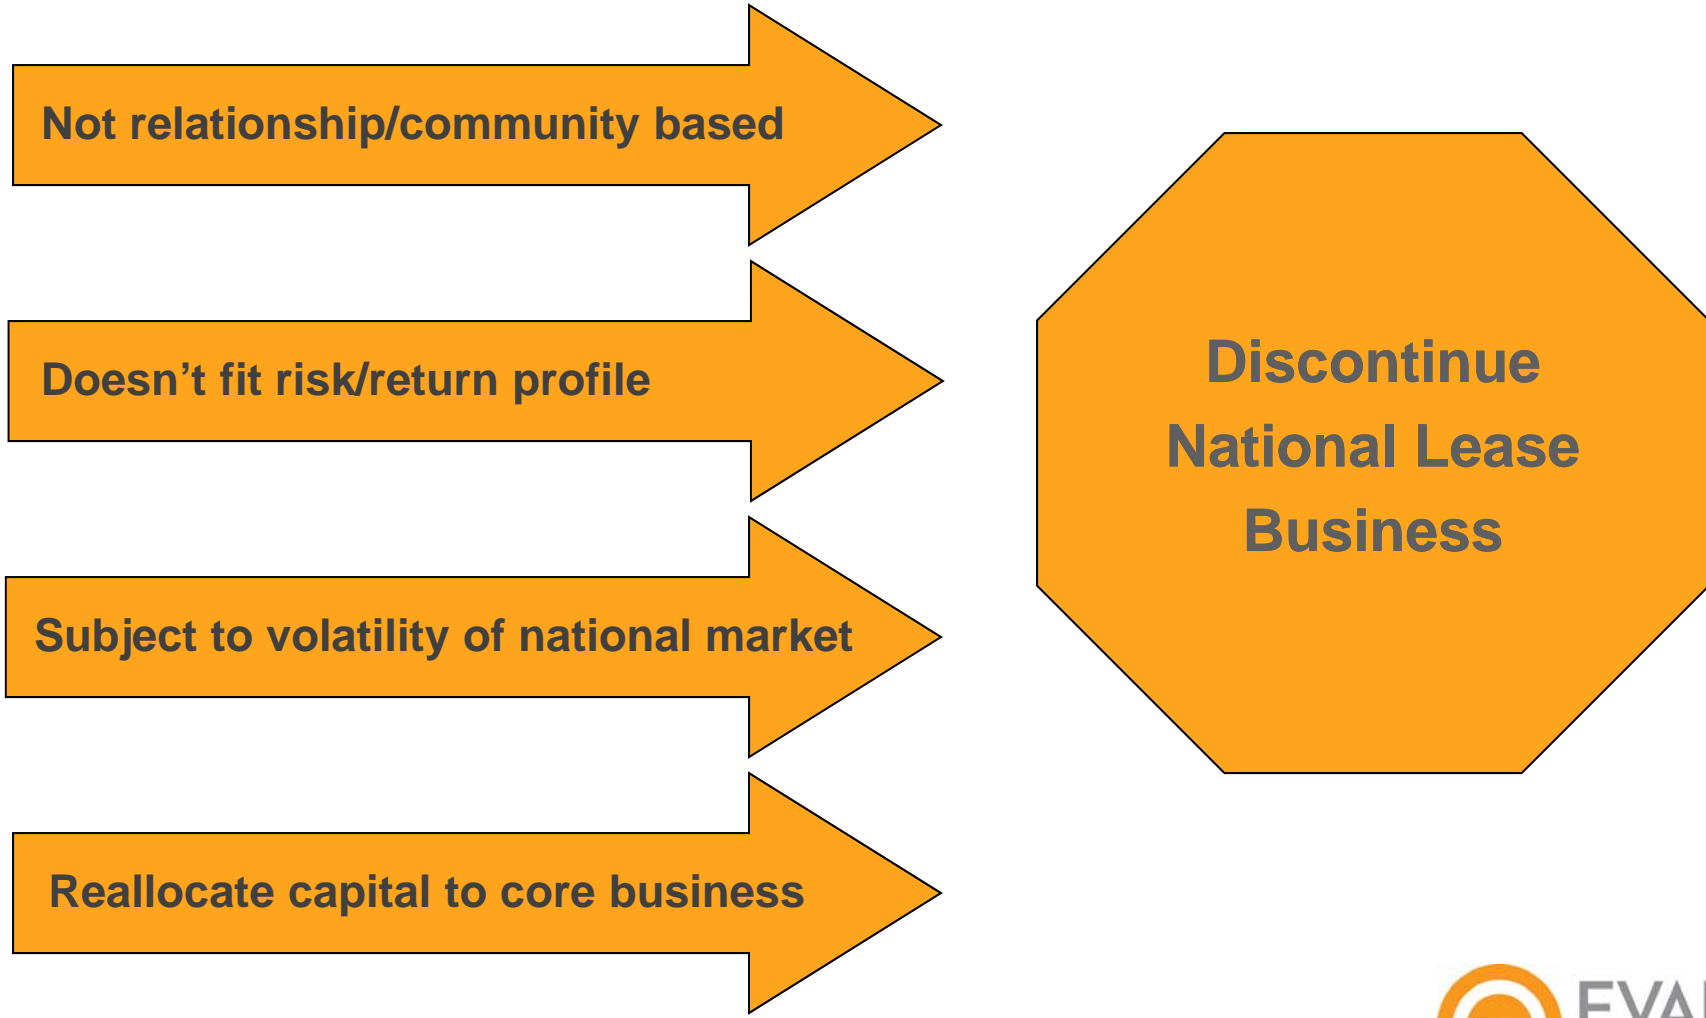 Not relationship/community based
Doesn’t fit risk/return profile
Subject to volatility of national market
Reallocate capital to core business
Discontinue
National Lease
Business